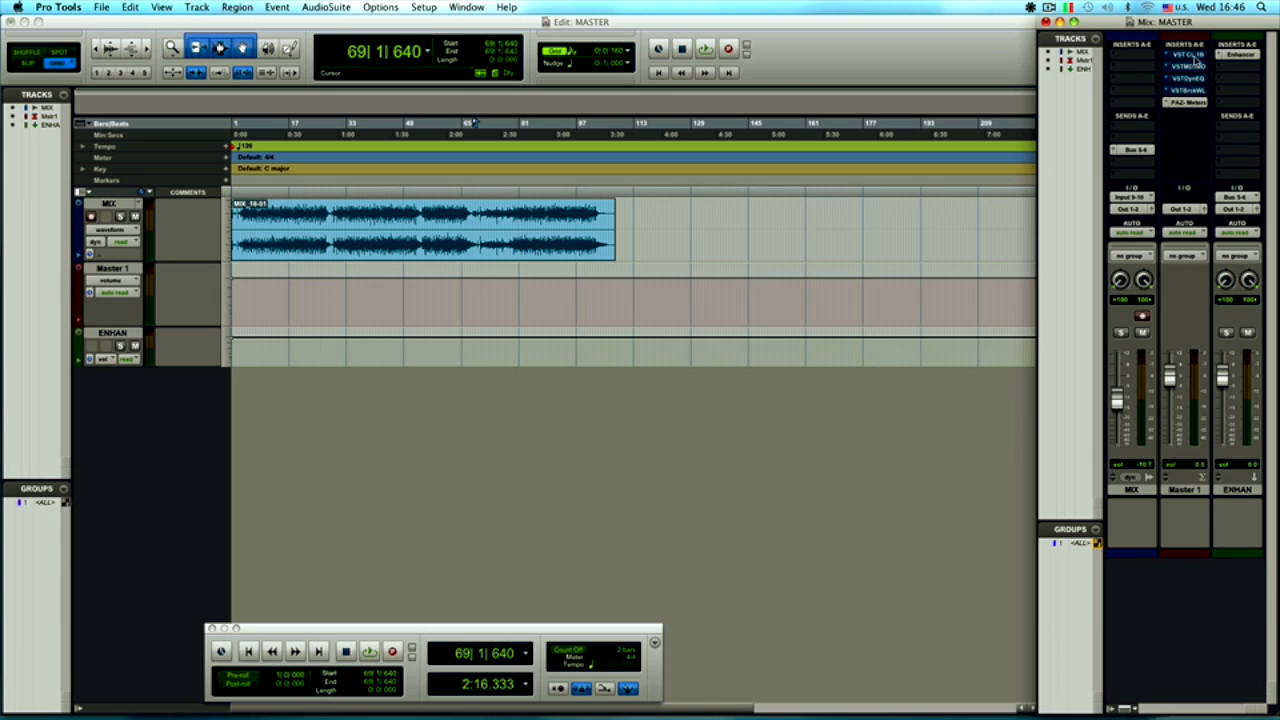 Pro Tools File Edit View Track Region Event AudioSuite Options Setup Window Help U.S. Wed 16:46
Edit: MASTER
Mix: MASTER
SHUFFLE SPOT
SLIP GRID
1 2 3 4 5
69| 1| 640
Start 69| 1| 640
End 69| 1| 640
Length 0| 0| 000
Cursor
Dly
Grid 0| 0| 160
Nudge 0| 1| 000
TRACKS
MIX
Mstr1
ENHA
Bars|Beats 1 17 33 49 65 81 97 113 129 145 161 177 193 209
Min:Secs 0:00 0:30 1:00 1:30 2:00 2:30 3:00 3:30 4:00 4:30 5:00 5:30 6:00 6:30 7:00
Tempo
Meter Default: 4/4
Key Default: C major
Markers
COMMENTS
MIX
S M
waveform
dyn read
MIX_18-01
Master 1
volume
auto read
ENHAN
S M
vol read
GROUPS
1 <ALL>
69| 1| 640
2:16.333
Pre-roll 1| 0| 000
Post-roll 0| 0| 000
Start 69| 1| 640
End 69| 1| 640
Length 0| 0| 000
Count Off 2 bars
Meter 4/4
Tempo
TRACKS
MIX
Mstr1
ENH
GROUPS
1 <ALL>
INSERTS A-E INSERTS A-E INSERTS A-E
Enhancer
VSTDynEQ
PAZ- Meters
SENDS A-E SENDS A-E
Bus 5-6
I/O I/O I/O
Input 9-10 Bus 5-6
Out 1-2 Out 1-2 Out 1-2
AUTO AUTO AUTO
auto read auto read auto read
no group no group no group
+100 100+ +100 100+
S M S M
vol -10.7 vol 0.0 vol 0.0
dyn
MIX Master 1 ENHAN